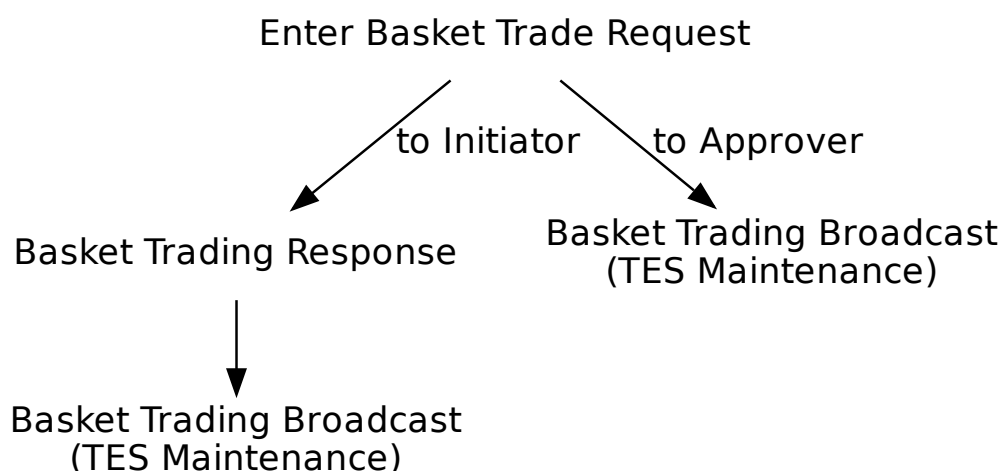 Enter Basket Trade Request
to Initiator
to Approver
Basket Trading Response
Basket Trading Broadcast
(TES Maintenance)
Basket Trading Broadcast
(TES Maintenance)